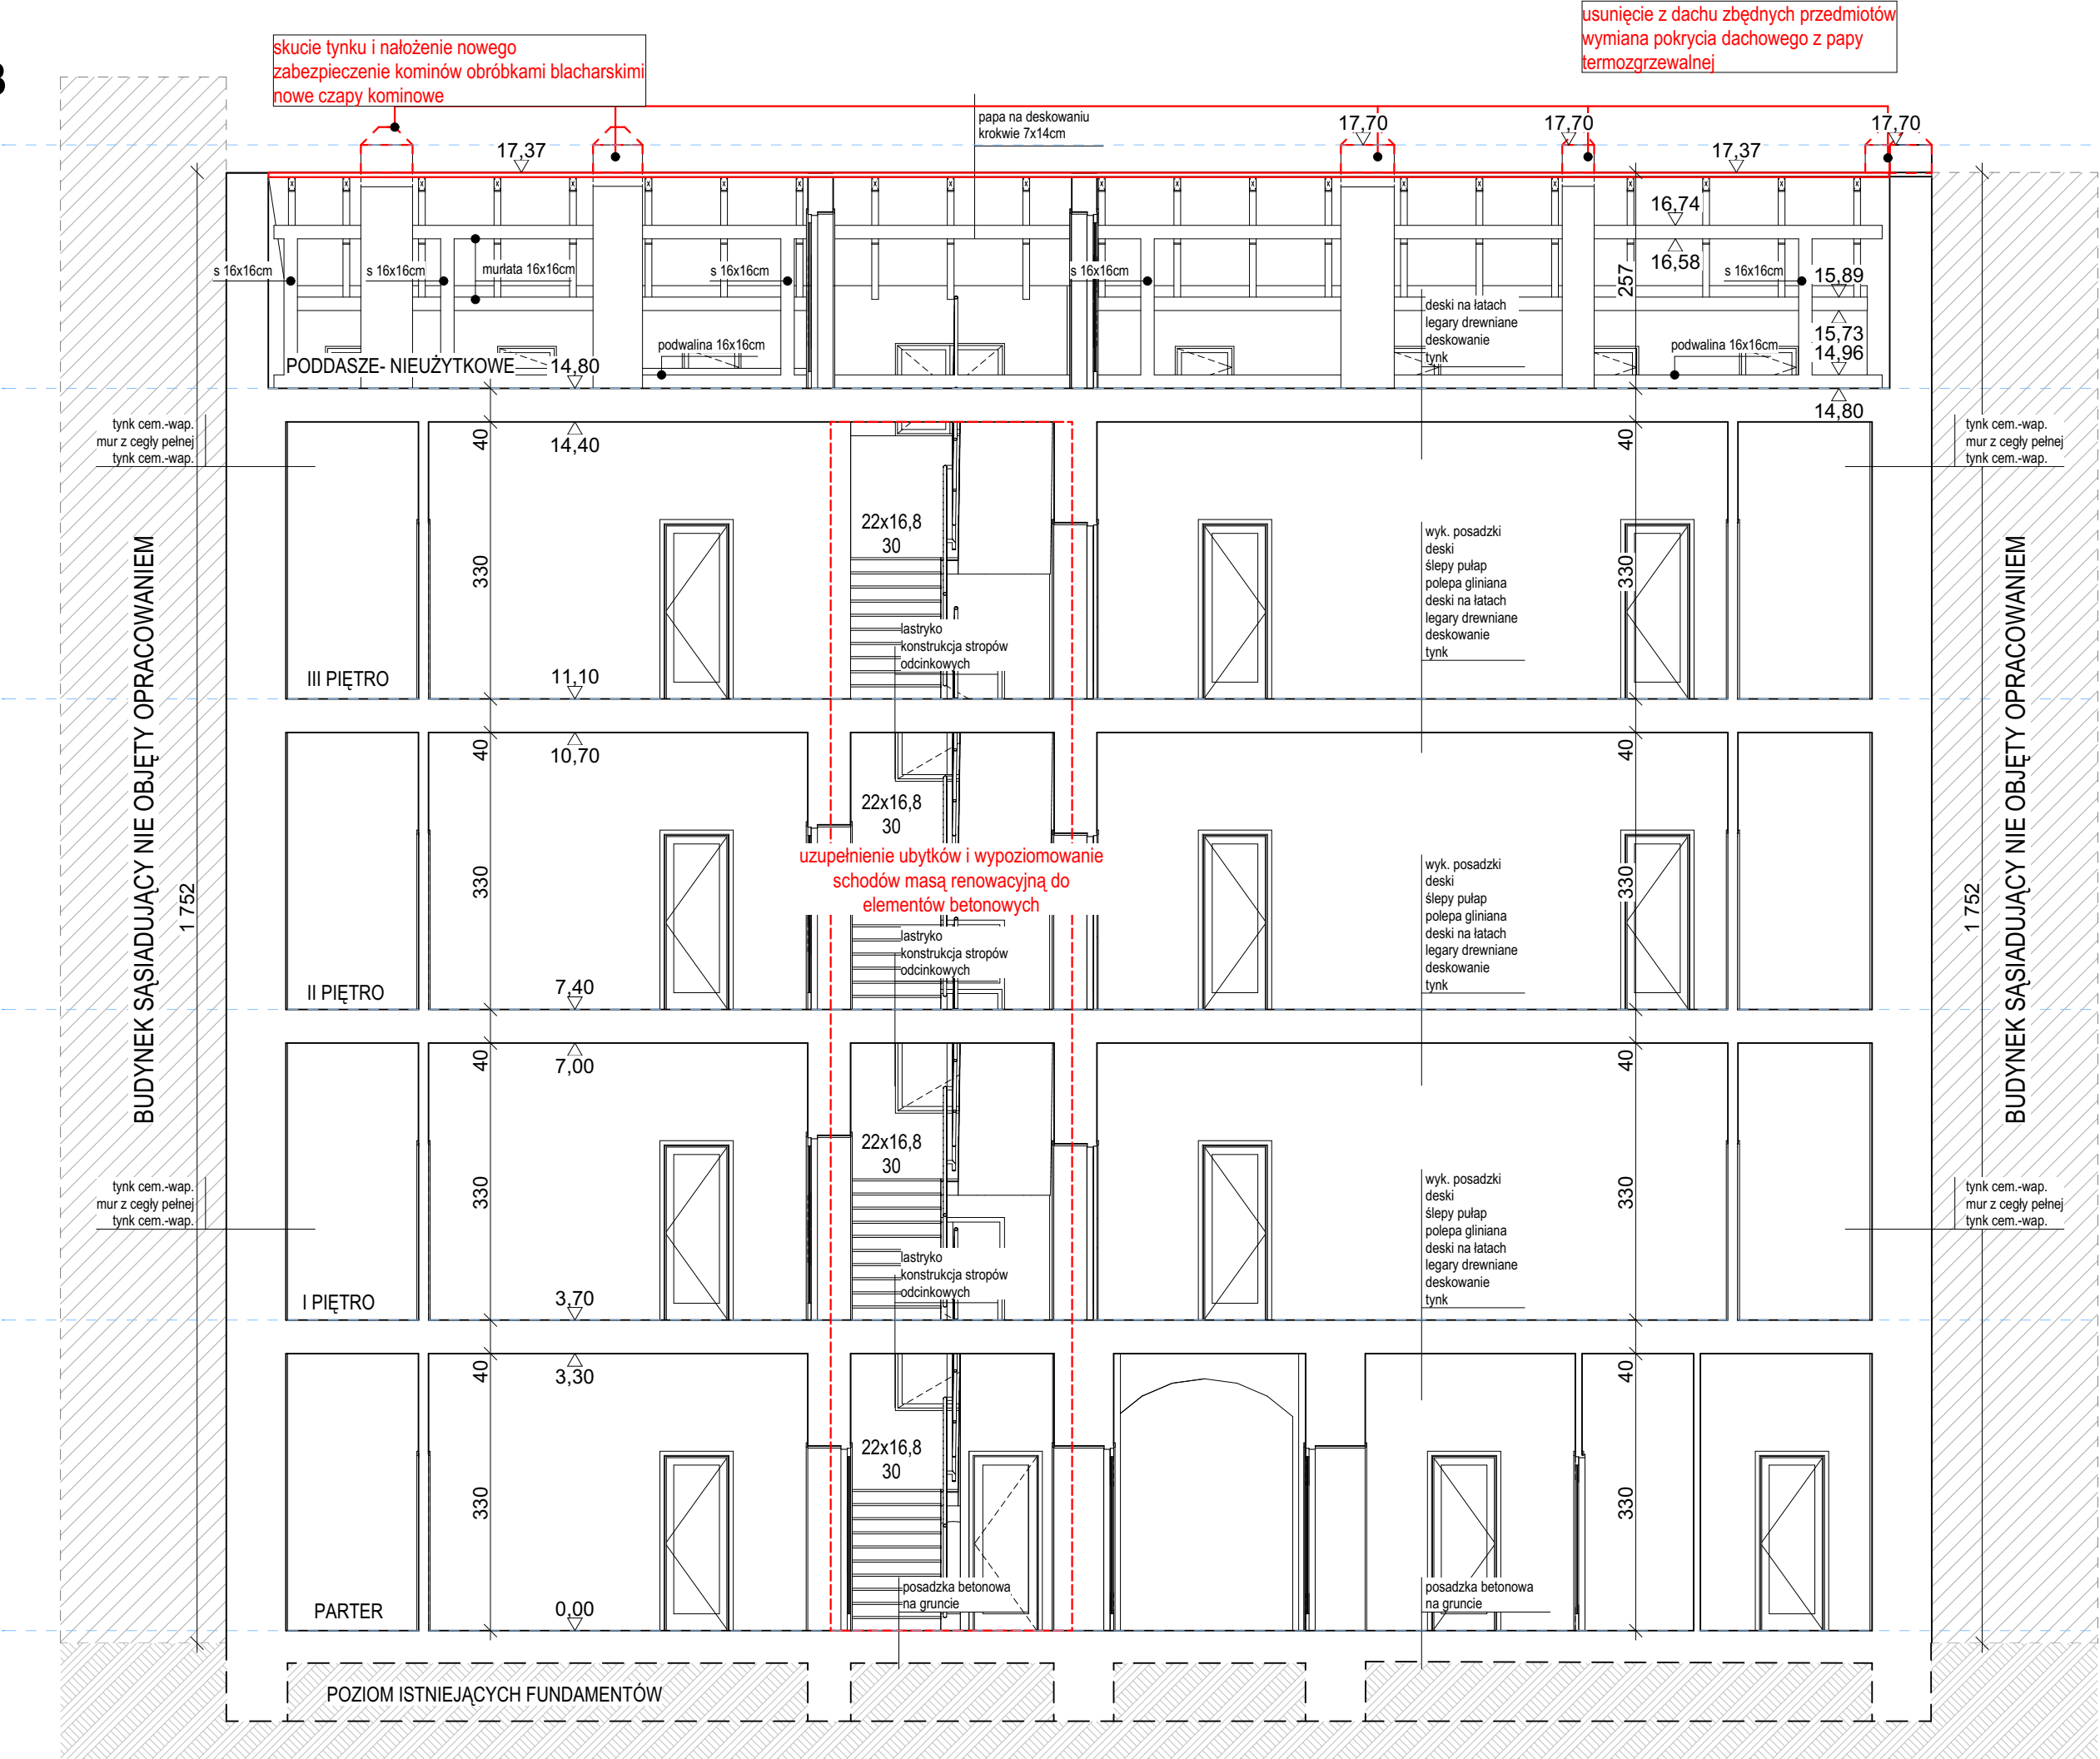 usunięcie z dachu zbędnych przedmiotów
wymiana pokrycia dachowego z papy
termozgrzewalnej
skucie tynku i nałożenie nowego
zabezpieczenie kominów obróbkami blacharskimi
nowe czapy kominowe
papa na deskowaniu
krokwie 7x14cm
17,70
17,70
17,70
17,37
17,37
16,74
16,58
257
s 16x16cm
s 16x16cm
murłata 16x16cm
s 16x16cm
s 16x16cm
s 16x16cm
15,89
deski na łatach
legary drewniane
deskowanie
tynk
15,73
14,96
podwalina 16x16cm
podwalina 16x16cm
PODDASZE- NIEUŻYTKOWE
14,80
14,80
tynk cem.-wap.
mur z cegły pełnej
tynk cem.-wap.
40
14,40
40
tynk cem.-wap.
mur z cegły pełnej
tynk cem.-wap.
22x16,8
30
wyk. posadzki
deski
ślepy pułap
polepa gliniana
deski na łatach
legary drewniane
deskowanie
tynk
330
330
lastryko
konstrukcja stropów
odcinkowych
III PIĘTRO
11,10
BUDYNEK SĄSIADUJĄCY NIE OBJĘTY OPRACOWANIEM
BUDYNEK SĄSIADUJĄCY NIE OBJĘTY OPRACOWANIEM
40
10,70
40
22x16,8
30
uzupełnienie ubytków i wypoziomowanie
schodów masą renowacyjną do
elementów betonowych
wyk. posadzki
deski
ślepy pułap
polepa gliniana
deski na łatach
legary drewniane
deskowanie
tynk
1 752
330
330
1 752
lastryko
konstrukcja stropów
odcinkowych
II PIĘTRO
7,40
40
7,00
40
22x16,8
30
tynk cem.-wap.
mur z cegły pełnej
tynk cem.-wap.
330
wyk. posadzki
deski
ślepy pułap
polepa gliniana
deski na łatach
legary drewniane
deskowanie
tynk
330
tynk cem.-wap.
mur z cegły pełnej
tynk cem.-wap.
lastryko
konstrukcja stropów
odcinkowych
I PIĘTRO
3,70
40
3,30
40
22x16,8
30
330
330
posadzka betonowa
na gruncie
posadzka betonowa
na gruncie
PARTER
0,00
POZIOM ISTNIEJĄCYCH FUNDAMENTÓW